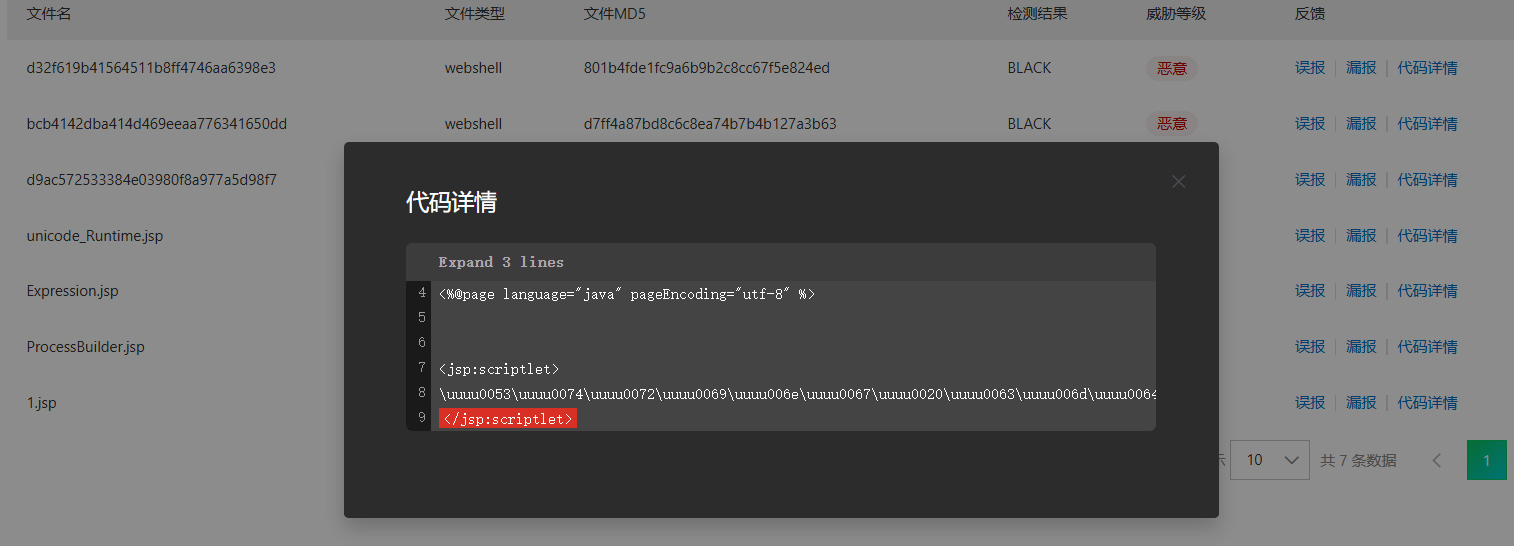 文件名 文件类型 文件MD5 检测结果 威胁等级 反馈
d32f619b41564511b8ff4746aa6398e3 webshell 801b4fde1fc9a6b9b2c8cc67f5e824ed BLACK 恶意 误报 | 漏报 | 代码详情
bcb4142dba414d469eeaa776341650dd webshell d7ff4a87bd8c6c8ea74b7b4b127a3b63 BLACK 恶意 误报 | 漏报 | 代码详情
d9ac572533384e03980f8a977a5d98f7 误报 | 漏报 | 代码详情
unicode_Runtime.jsp 误报 | 漏报 | 代码详情
Expression.jsp 误报 | 漏报 | 代码详情
ProcessBuilder.jsp 误报 | 漏报 | 代码详情
1.jsp 误报 | 漏报 | 代码详情
代码详情
Expand 3 lines
4 <%@page language="java" pageEncoding="utf-8" %>
5
6
7 <jsp:scriptlet>
8 \uuuu0053\uuuu0074\uuuu0072\uuuu0069\uuuu006e\uuuu0067\uuuu0020\uuuu0063\uuuu006d\uuuu0064
9 </jsp:scriptlet>
示 10 共 7 条数据 1